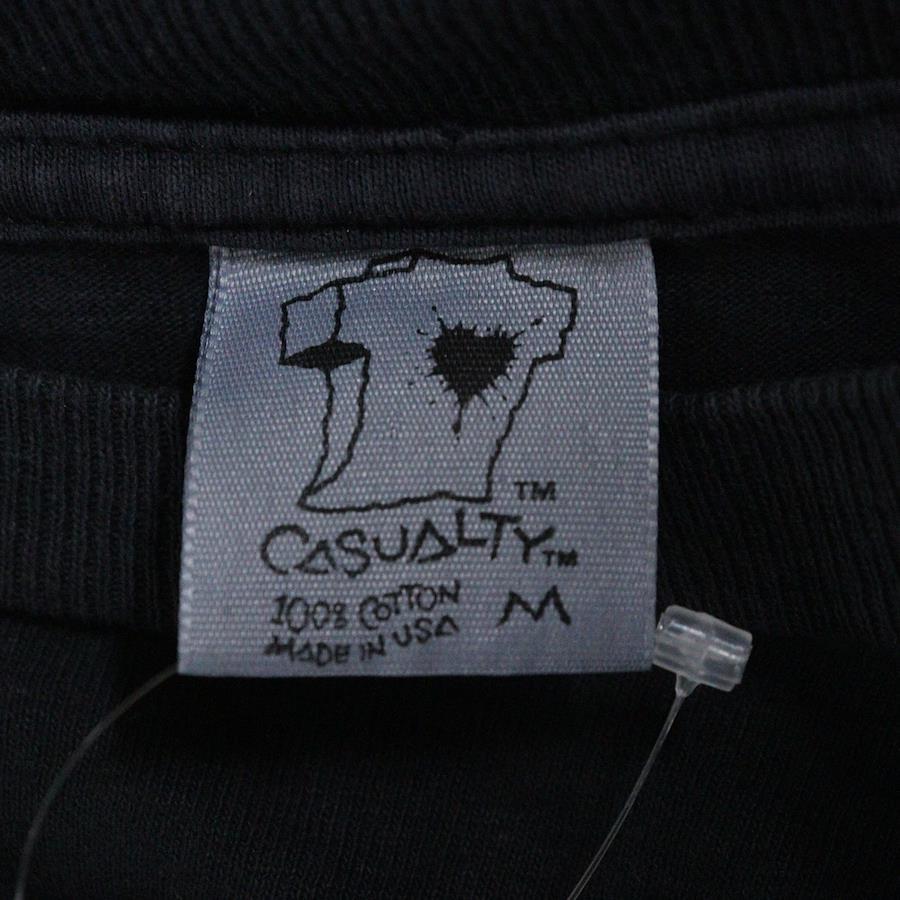 TM
CASUALTY TM
100% COTTON M
MADE IN USA